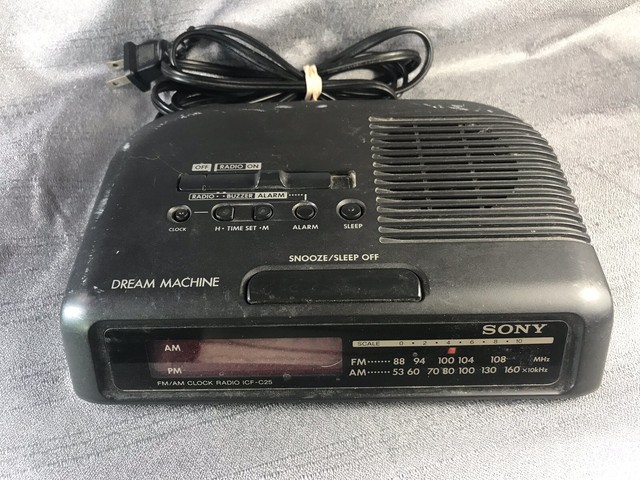 OFF RADIO ON
RADIO • • BUZZER ALARM
CLOCK H • TIME SET • M ALARM SLEEP
SNOOZE/SLEEP OFF
DREAM MACHINE
SONY
SCALE 0 • 2 • 4 • 6 • 8 • 10
AM
FM 88 94 100 104 108 MHz
PM
AM 53 60 70 80 100 130 160 ×10kHz
FM/AM CLOCK RADIO ICF-C25